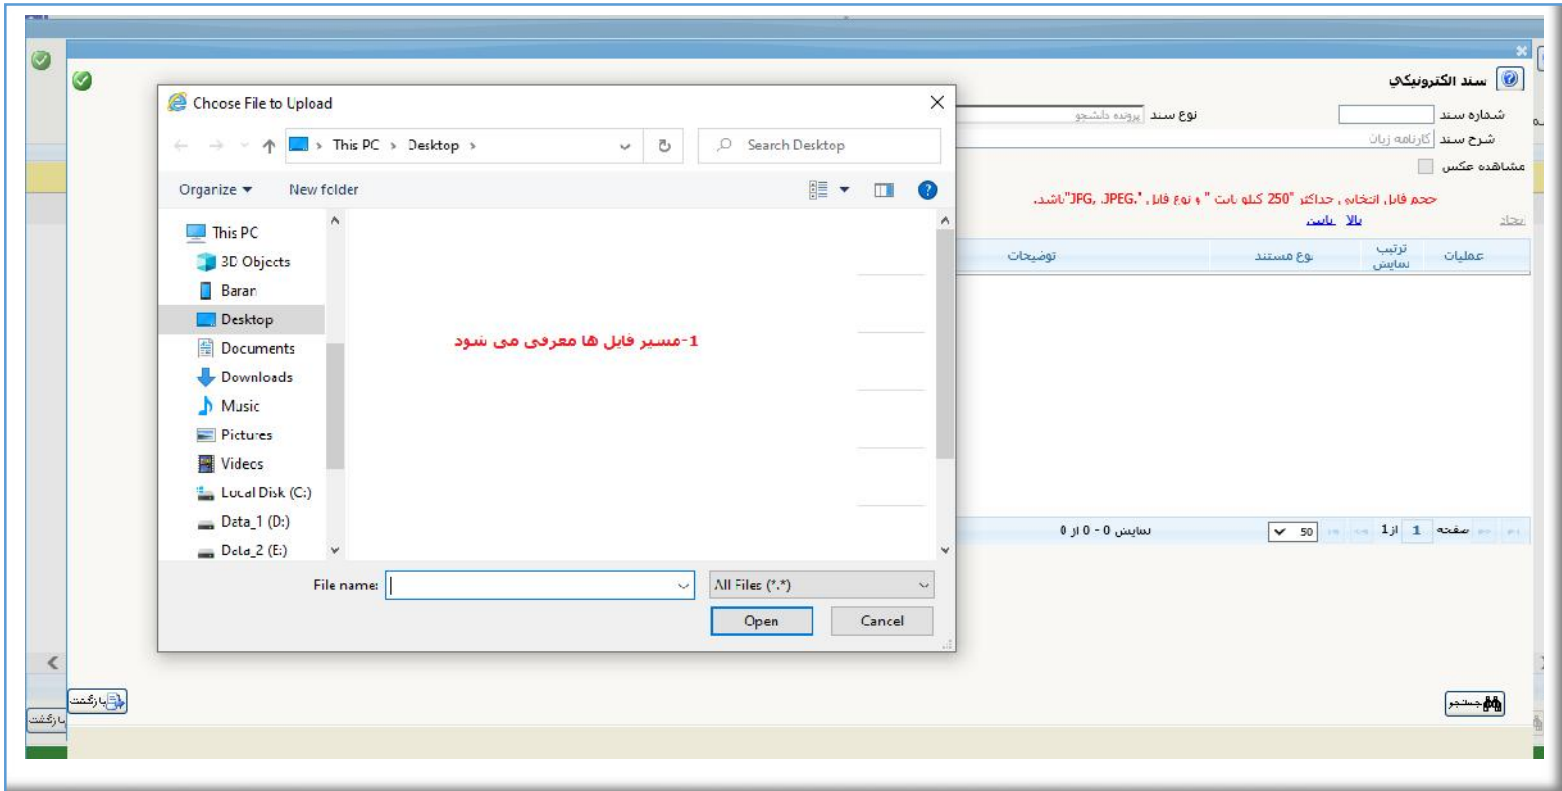 سند الکترونیکي
شماره سند
نوع سند پرونده دانشجو
شرح سند کارنامه زبان
مشاهده عکس
حجم فایل انتخابی حداکثر "250 کیلو بایت " و نوع فایل ".JPG, .JPEG" باشد.
ایجاد بالا پایین
عملیات ترتیب نمایش نوع مستند توضیحات
صفحه 1 از 1 50 نمایش 0 - 0 از 0
جستجو
بازگشت
بازگشت
Choose File to Upload
This PC > Desktop >
Search Desktop
Organize
New folder
This PC
3D Objects
Baran
Desktop
Documents
Downloads
Music
Pictures
Videos
Local Disk (C:)
Data_1 (D:)
Data_2 (E:)
1-مسیر فایل ها معرفی می شود
File name:
All Files (*.*)
Open
Cancel